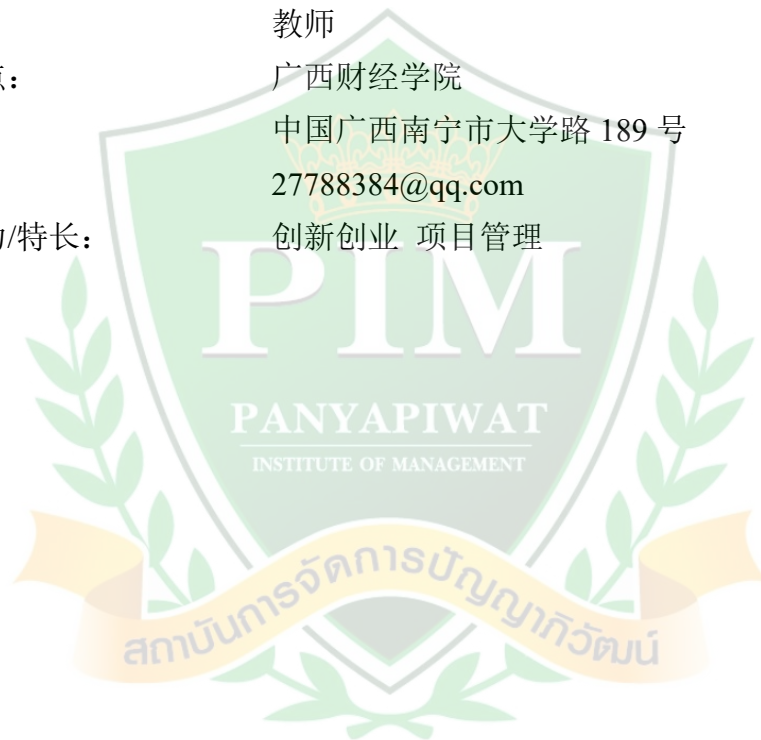 教师
点： 广西财经学院
中国广西南宁市大学路 189 号
27788384@qq.com
/特长： 创新创业 项目管理
PIM
PANYAPIWAT
INSTITUTE OF MANAGEMENT
สถาบันการจัดการปัญญาภิวัฒน์